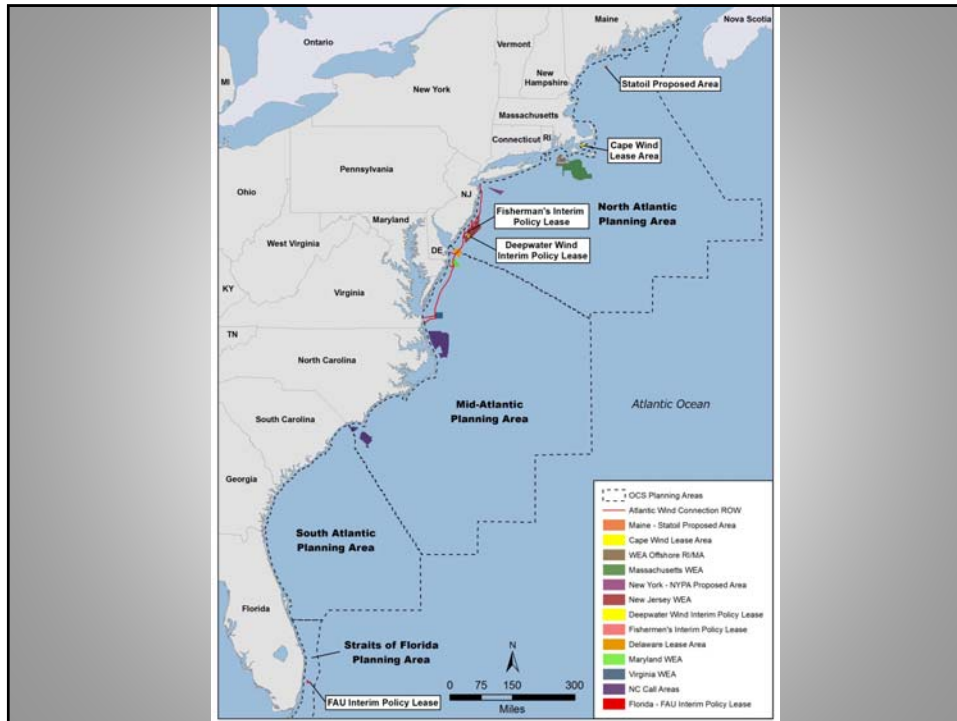 Maine
Nova Scotia
Ontario
Vermont
MI
New
Hampshire
Statoil Proposed Area
New York
Massachusetts
Connecticut
RI
Cape Wind
Lease Area
Pennsylvania
NJ
North Atlantic
Planning Area
Ohio
Maryland
Fisherman's Interim
Policy Lease
West Virginia
DE
Deepwater Wind
Interim Policy Lease
KY
Virginia
TN
North Carolina
Mid-Atlantic
Planning Area
Atlantic Ocean
South Carolina
Georgia
South Atlantic
Planning Area
Florida
Straits of Florida
Planning Area
FAU Interim Policy Lease
N
0 75 150 300
Miles
OCS Planning Areas
Atlantic Wind Connection ROW
Maine - Statoil Proposed Area
Cape Wind Lease Area
WEA Offshore RI/MA
Massachusetts WEA
New York - NYPA Proposed Area
New Jersey WEA
Deepwater Wind Interim Policy Lease
Fishermen's Interim Policy Lease
Delaware Lease Area
Maryland WEA
Virginia WEA
NC Call Areas
Florida - FAU Interim Policy Lease